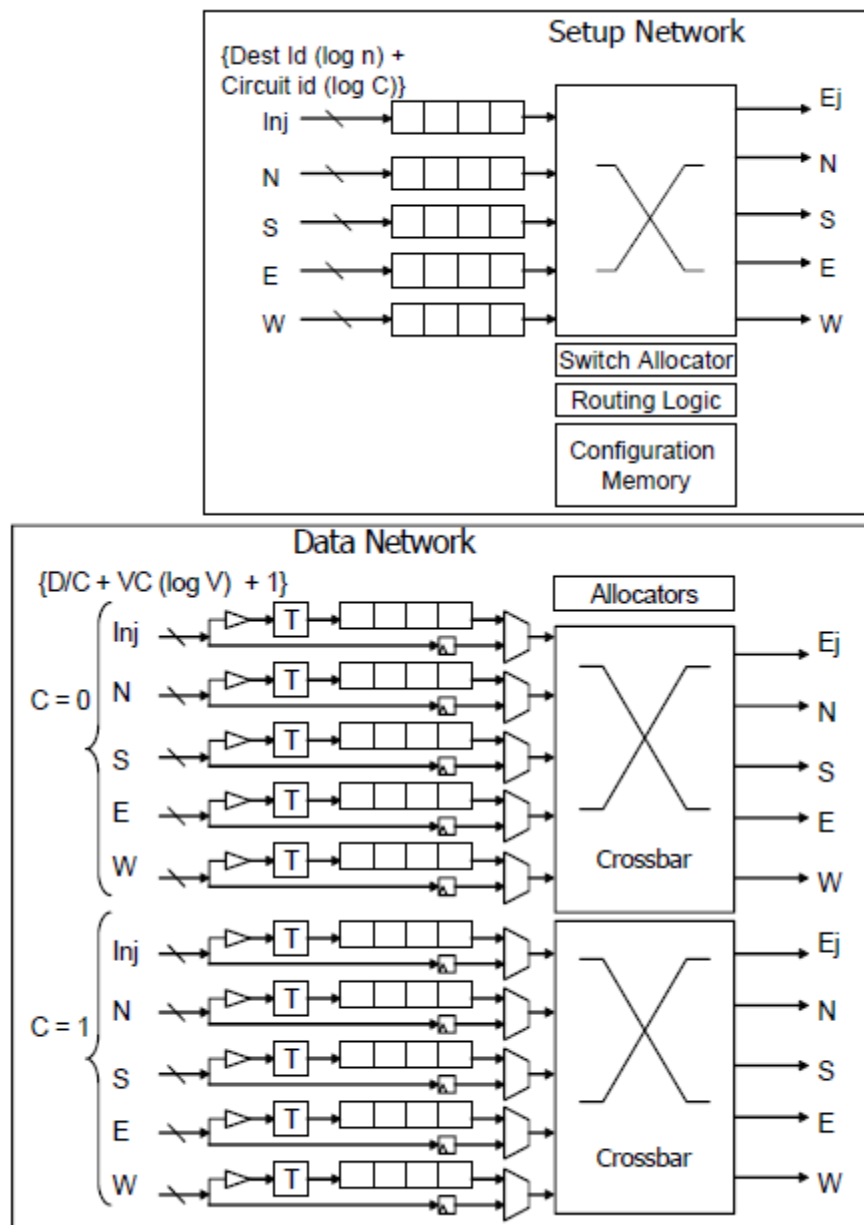 Setup Network
{Dest Id (log n) +
Circuit id (log C)}
Inj
Ej
N
N
S
S
E
E
W
W
Switch Allocator
Routing Logic
Configuration
Memory
Data Network
{D/C + VC (log V) + 1}
Allocators
C = 0
Inj
T
Ej
N
T
N
S
T
S
E
T
E
W
T
W
Crossbar
C = 1
Inj
T
Ej
N
T
N
S
T
S
E
T
E
W
T
W
Crossbar